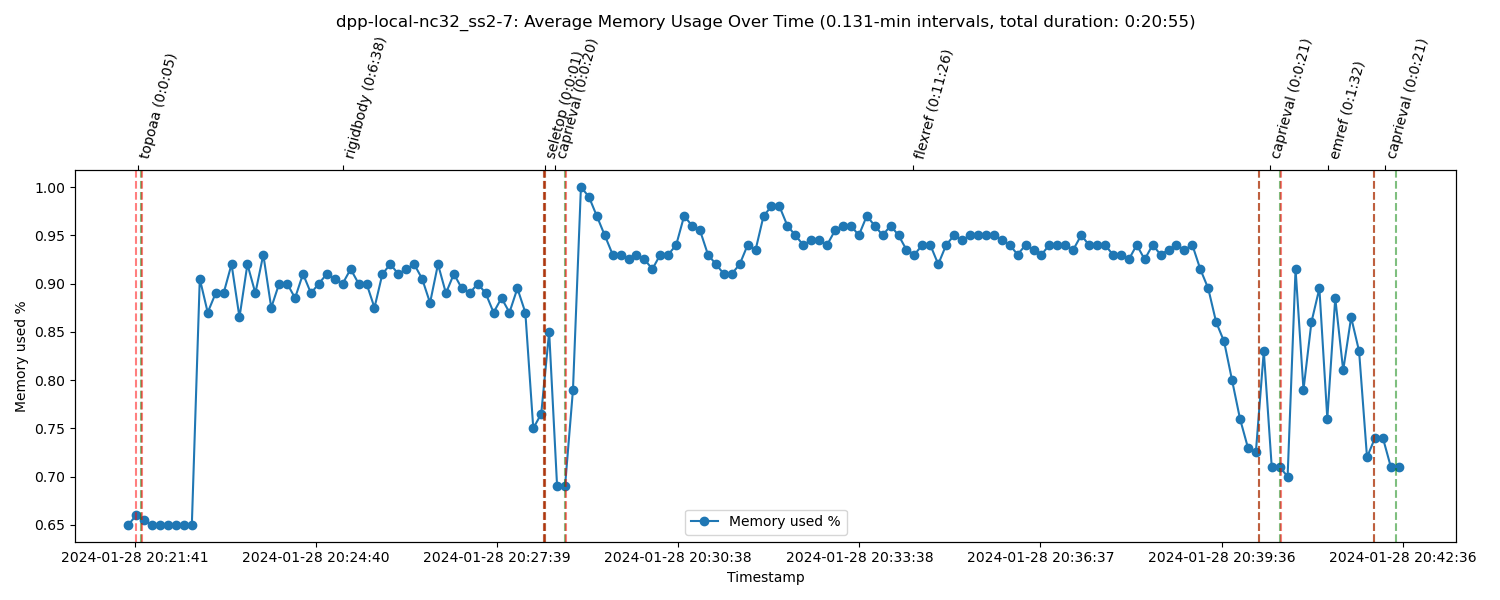 dpp-local-nc32_ss2-7: Average Memory Usage Over Time (0.131-min intervals, total duration: 0:20:55)
topoaa (0:0:05)
rigidbody (0:6:38)
seletop (0:0:01)
caprieval (0:0:20)
flexref (0:11:26)
caprieval (0:0:21)
emref (0:1:32)
caprieval (0:0:21)
Memory used %
1.00
0.95
0.90
0.85
0.80
0.75
0.70
0.65
Memory used %
2024-01-28 20:21:41 2024-01-28 20:24:40 2024-01-28 20:27:39 2024-01-28 20:30:38 2024-01-28 20:33:38 2024-01-28 20:36:37 2024-01-28 20:39:36 2024-01-28 20:42:36
Timestamp